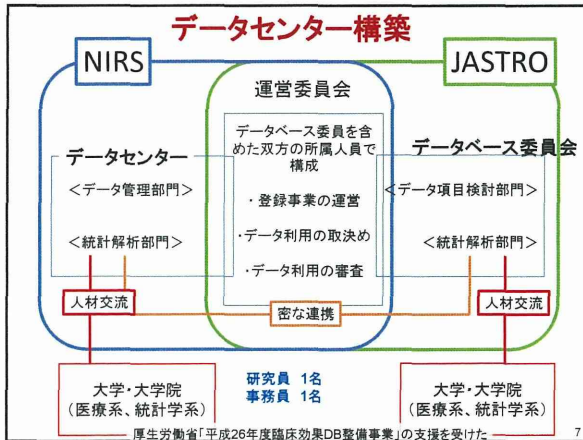 データセンター構築
NIRS
JASTRO
運営委員会
データベース委員を含
めた双方の所属人員で
構成
・登録事業の運営
・データ利用の取決め
・データ利用の審査
データセンター
＜データ管理部門＞
＜統計解析部門＞
データベース委員会
＜データ項目検討部門＞
＜統計解析部門＞
人材交流
密な連携
人材交流
大学・大学院
（医療系、統計学系）
研究員 1名
事務員 1名
大学・大学院
（医療系、統計学系）
厚生労働省「平成26年度臨床効果DB整備事業」の支援を受けた
7